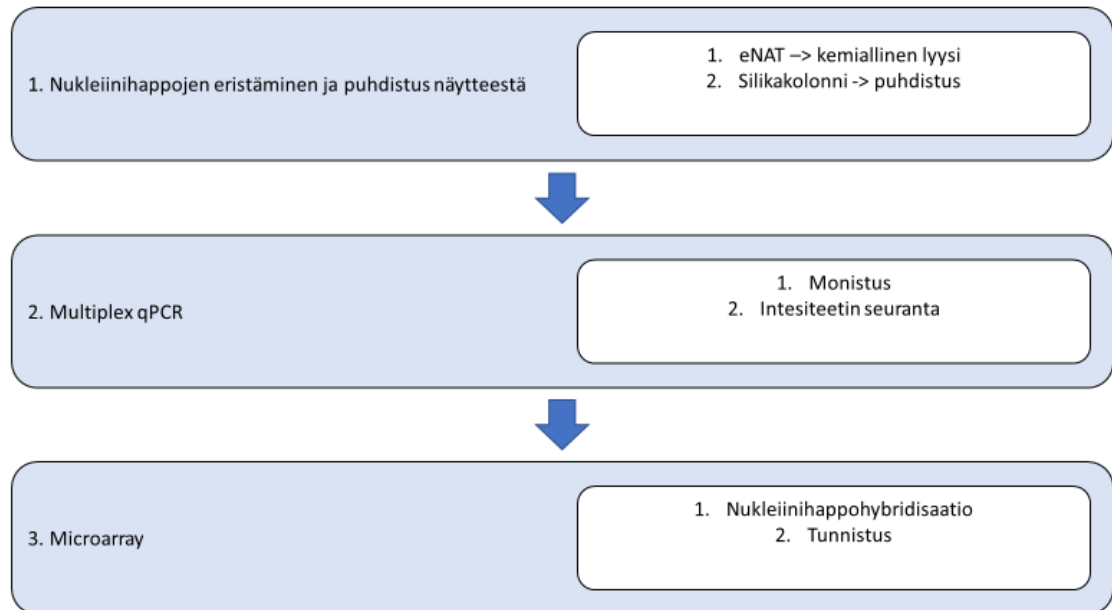 1. Nukleiinihappojen eristäminen ja puhdistus näytteestä
1. eNAT –> kemiallinen lyysi
2. Silikakolonni -> puhdistus
2. Multiplex qPCR
1. Monistus
2. Intesiteetin seuranta
3. Microarray
1. Nukleiinihappohybridisaatio
2. Tunnistus